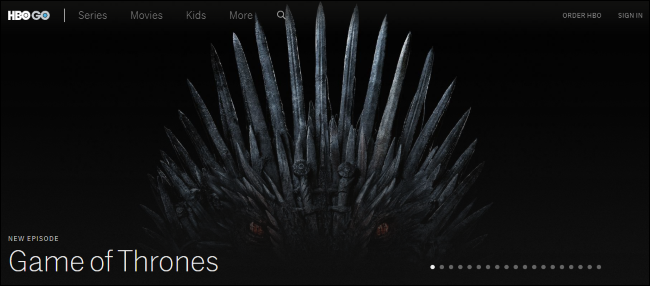 HBO GO Series Movies Kids More ORDER HBO SIGN IN
NEW EPISODE
Game of Thrones